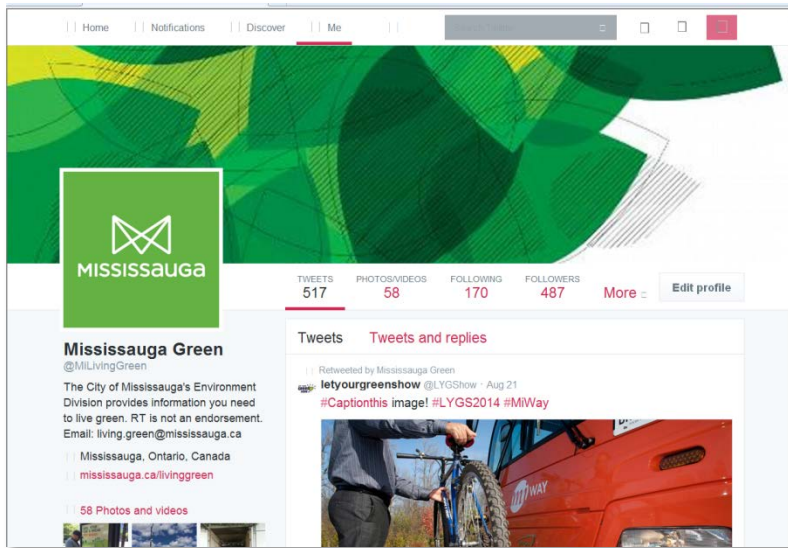 Home Notifications Discover Me
MISSISSauGa
TWEETS PHOTOS/VIDEOS FOLLOWING FOLLOWERS
517 58 170 487 More Edit profile
Mississauga Green
@MiLivingGreen
The City of Mississauga's Environment
Division provides information you need
to live green. RT is not an endorsement.
Email: living.green@mississauga.ca
Mississauga, Ontario, Canada
mississauga.ca/livinggreen
58 Photos and videos
Tweets Tweets and replies
Retweeted by Mississauga Green
letyourgreenshow @LYGShow · Aug 21
#Captionthis image! #LYGS2014 #MiWay
mi WAY